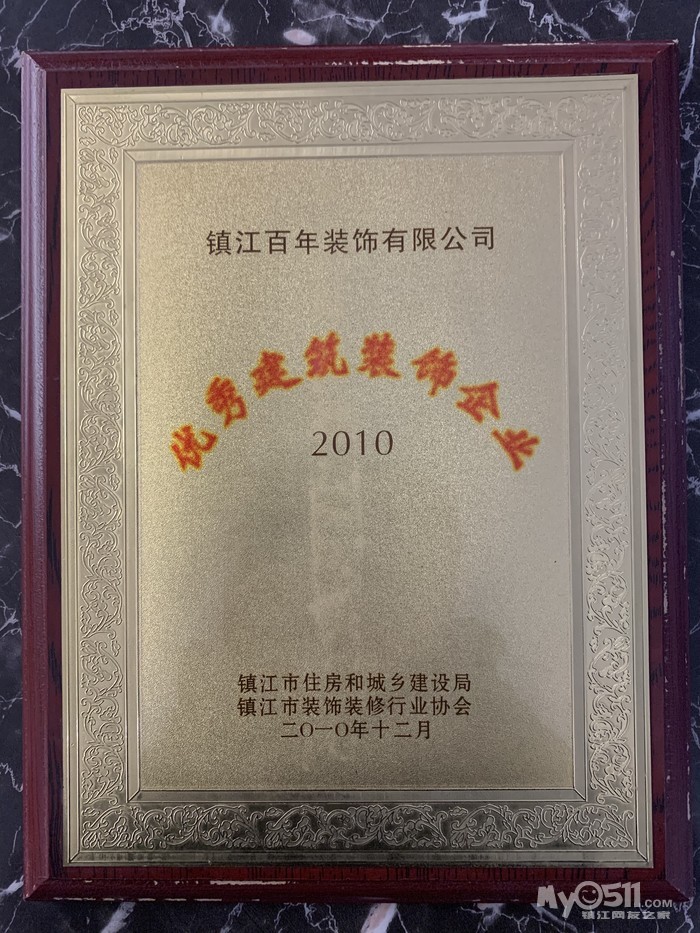 镇江百年装饰有限公司
优秀建筑装饰企业
2010
镇江市住房和城乡建设局
镇江市装饰装修行业协会
二〇一〇年十二月
My0511.com
镇江网友之家